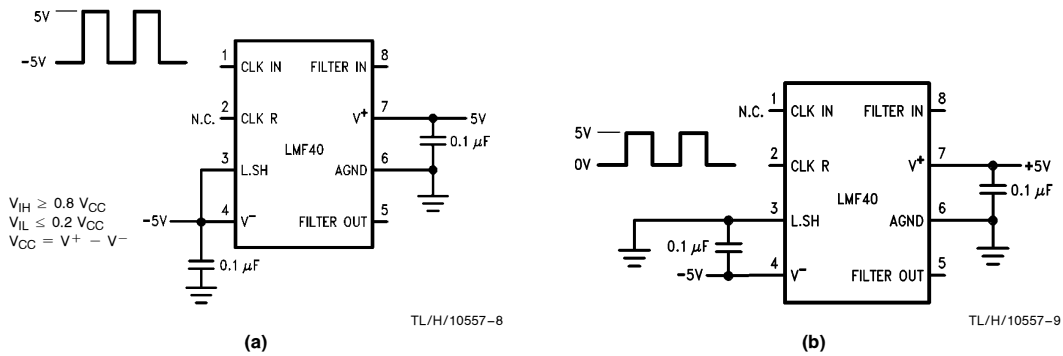 5V
-5V
1
CLK IN
FILTER IN
8
N.C.
2
CLK R
V+
7
5V
0.1 μF
LMF40
3
L.SH
AGND
6
-5V
4
V−
FILTER OUT
5
0.1 μF
VIH ≥ 0.8 VCC
VIL ≤ 0.2 VCC
VCC = V+ − V−
TL/H/10557–8
(a)
5V
0V
N.C.
1
CLK IN
FILTER IN
8
2
CLK R
V+
7
+5V
0.1 μF
LMF40
3
L.SH
AGND
6
0.1 μF
-5V
4
V−
FILTER OUT
5
TL/H/10557–9
(b)